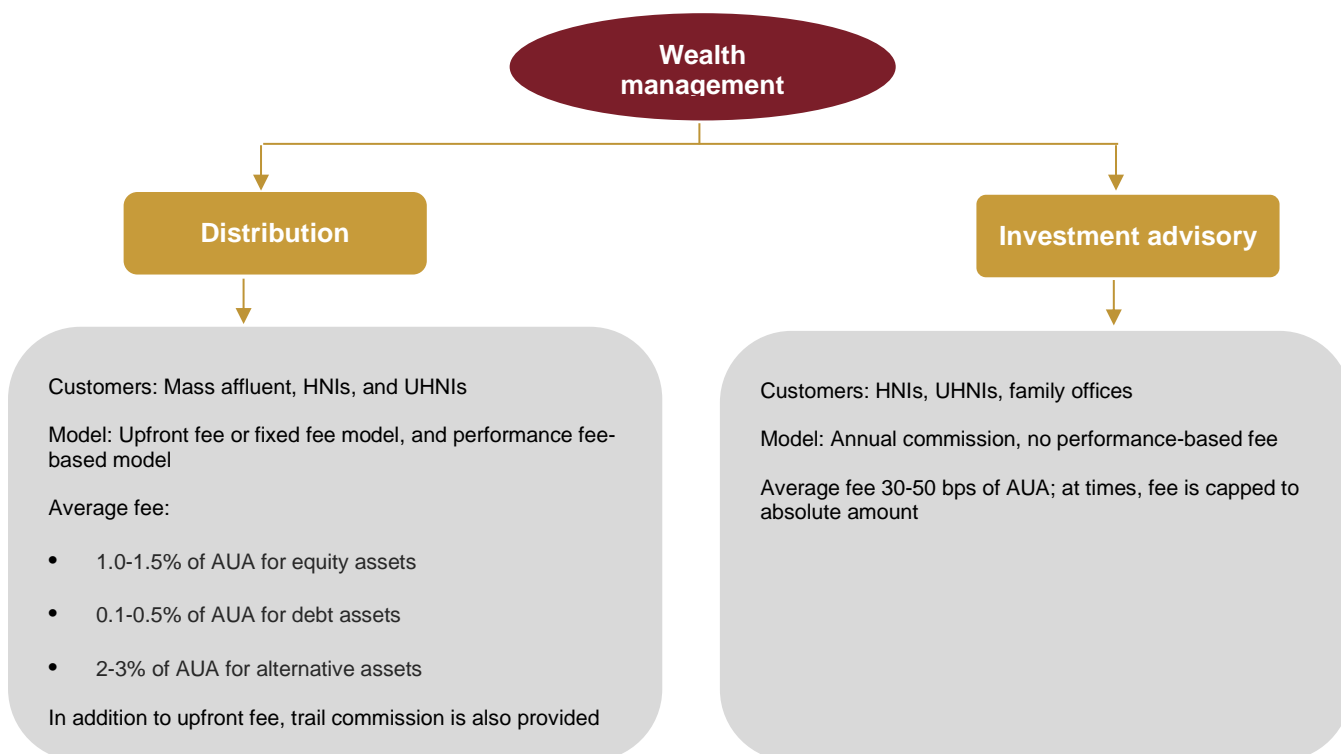 Wealth
management
Distribution
Investment advisory
Customers: Mass affluent, HNIs, and UHNIs
Model: Upfront fee or fixed fee model, and performance fee-
based model
Average fee:
• 1.0-1.5% of AUA for equity assets
• 0.1-0.5% of AUA for debt assets
• 2-3% of AUA for alternative assets
In addition to upfront fee, trail commission is also provided
Customers: HNIs, UHNIs, family offices
Model: Annual commission, no performance-based fee
Average fee 30-50 bps of AUA; at times, fee is capped to
absolute amount